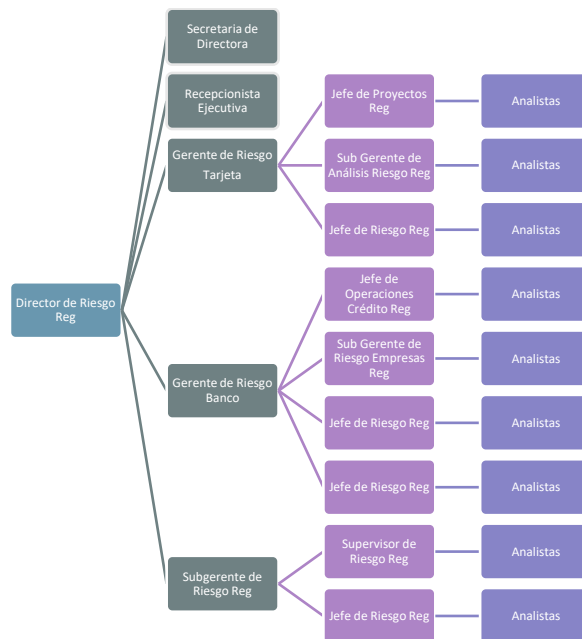 Secretaria de
Directora
Recepcionista
Ejecutiva
Gerente de Riesgo
Tarjeta
Jefe de Proyectos
Reg
Analistas
Sub Gerente de
Análisis Riesgo Reg
Analistas
Jefe de Riesgo Reg
Analistas
Director de Riesgo
Reg
Gerente de Riesgo
Banco
Jefe de
Operaciones
Crédito Reg
Analistas
Sub Gerente de
Riesgo Empresas
Reg
Analistas
Jefe de Riesgo Reg
Analistas
Jefe de Riesgo Reg
Analistas
Subgerente de
Riesgo Reg
Supervisor de
Riesgo Reg
Analistas
Jefe de Riesgo Reg
Analistas